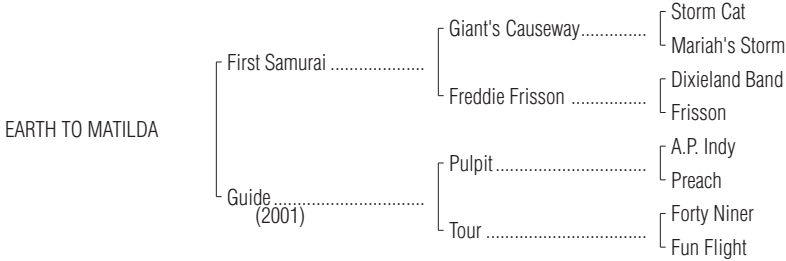 Storm Cat
Giant's Causeway..............
Mariah's Storm
First Samurai ....................
Dixieland Band
Freddie Frisson ................
Frisson
EARTH TO MATILDA
A.P. Indy
Pulpit................................
Preach
Guide................................
(2001)
Forty Niner
Tour ..................................
Fun Flight